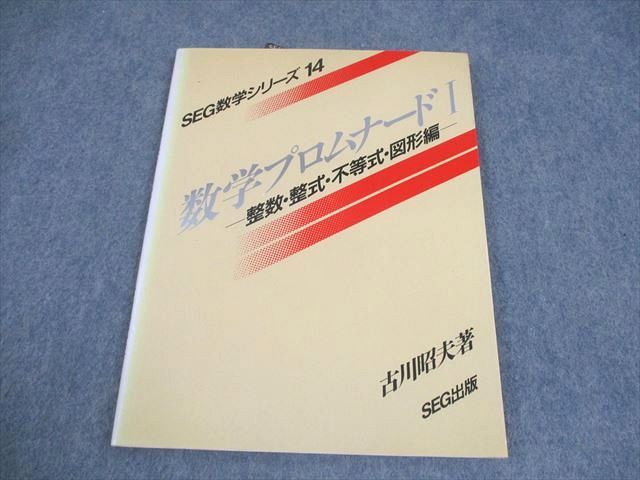 SEG数学シリーズ14
数学プロムナードI
―整数・整式・不等式・図形編―
古川昭夫著
SEG出版